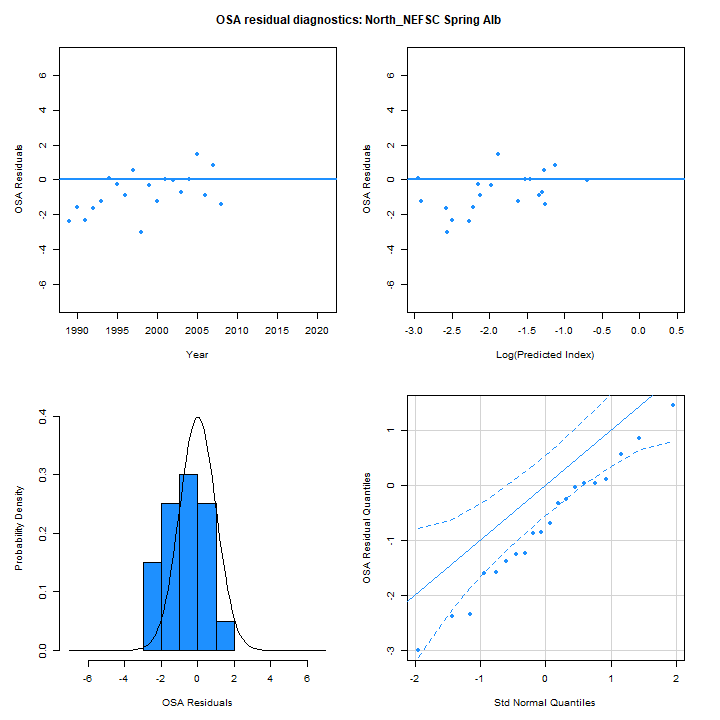 OSA residual diagnostics: North_NEFSC Spring Alb
OSA Residuals
6
4
2
0
-2
-4
-6
1990 1995 2000 2005 2010 2015 2020
Year
OSA Residuals
6
4
2
0
-2
-4
-6
-3.0 -2.5 -2.0 -1.5 -1.0 -0.5 0.0 0.5
Log(Predicted Index)
Probability Density
0.4
0.3
0.2
0.1
0.0
-6 -4 -2 0 2 4 6
OSA Residuals
OSA Residual Quantiles
1
0
-1
-2
-3
-2 -1 0 1 2
Std Normal Quantiles